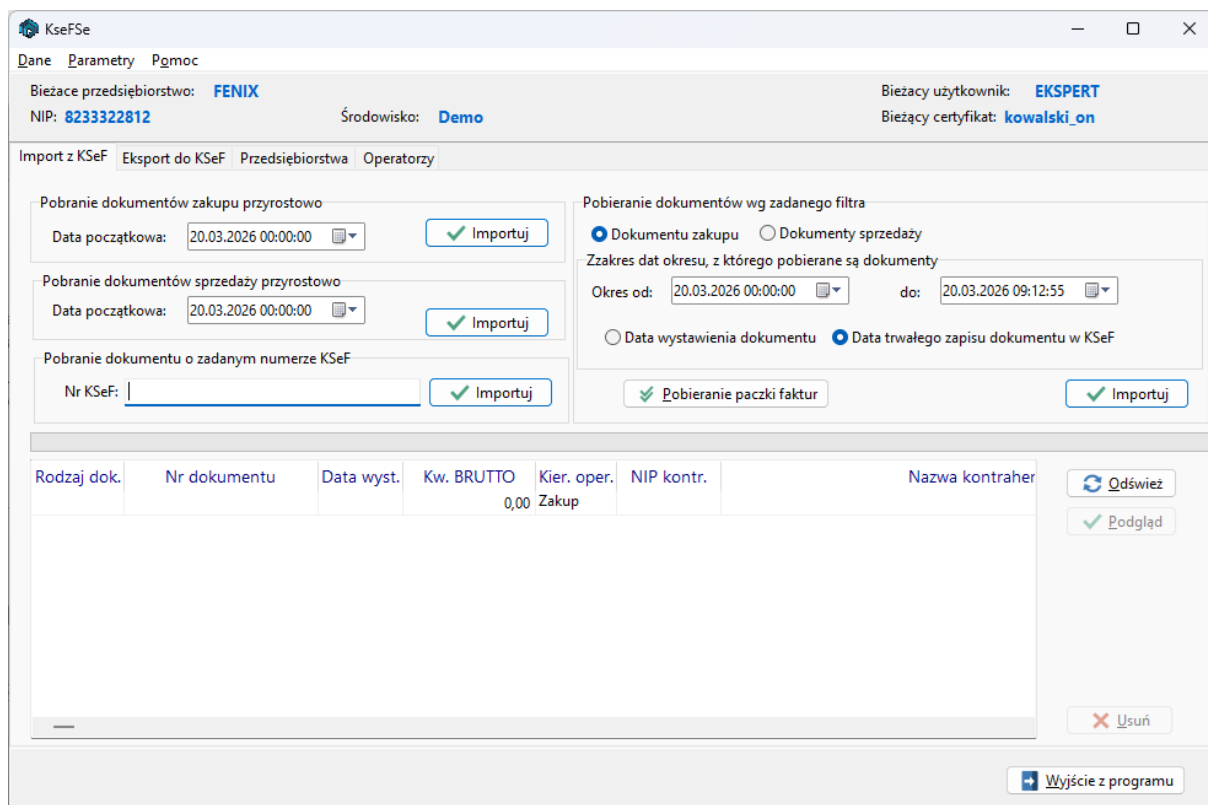 KseFSe
Dane Parametry Pomoc
Bieżace przedsiębiorstwo: FENIX
Bieżacy użytkownik: EKSPERT
NIP: 8233322812
Środowisko: Demo
Bieżący certyfikat: kowalski_on
Import z KSeF Eksport do KSeF Przedsiębiorstwa Operatorzy
Pobranie dokumentów zakupu przyrostowo
Data początkowa: 20.03.2026 00:00:00 Importuj
Pobranie dokumentów sprzedaży przyrostowo
Data początkowa: 20.03.2026 00:00:00 Importuj
Pobranie dokumentu o zadanym numerze KSeF
Nr KSeF: Importuj
Pobieranie dokumentów wg zadanego filtra
Dokumentu zakupu Dokumenty sprzedaży
Zzakres dat okresu, z którego pobierane są dokumenty
Okres od: 20.03.2026 00:00:00 do: 20.03.2026 09:12:55
Data wystawienia dokumentu Data trwałego zapisu dokumentu w KSeF
Pobieranie paczki faktur Importuj
Rodzaj dok. Nr dokumentu Data wyst. Kw. BRUTTO Kier. oper. NIP kontr. Nazwa kontraher
0,00 Zakup
Odśwież
Podgląd
Usuń
Wyjście z programu